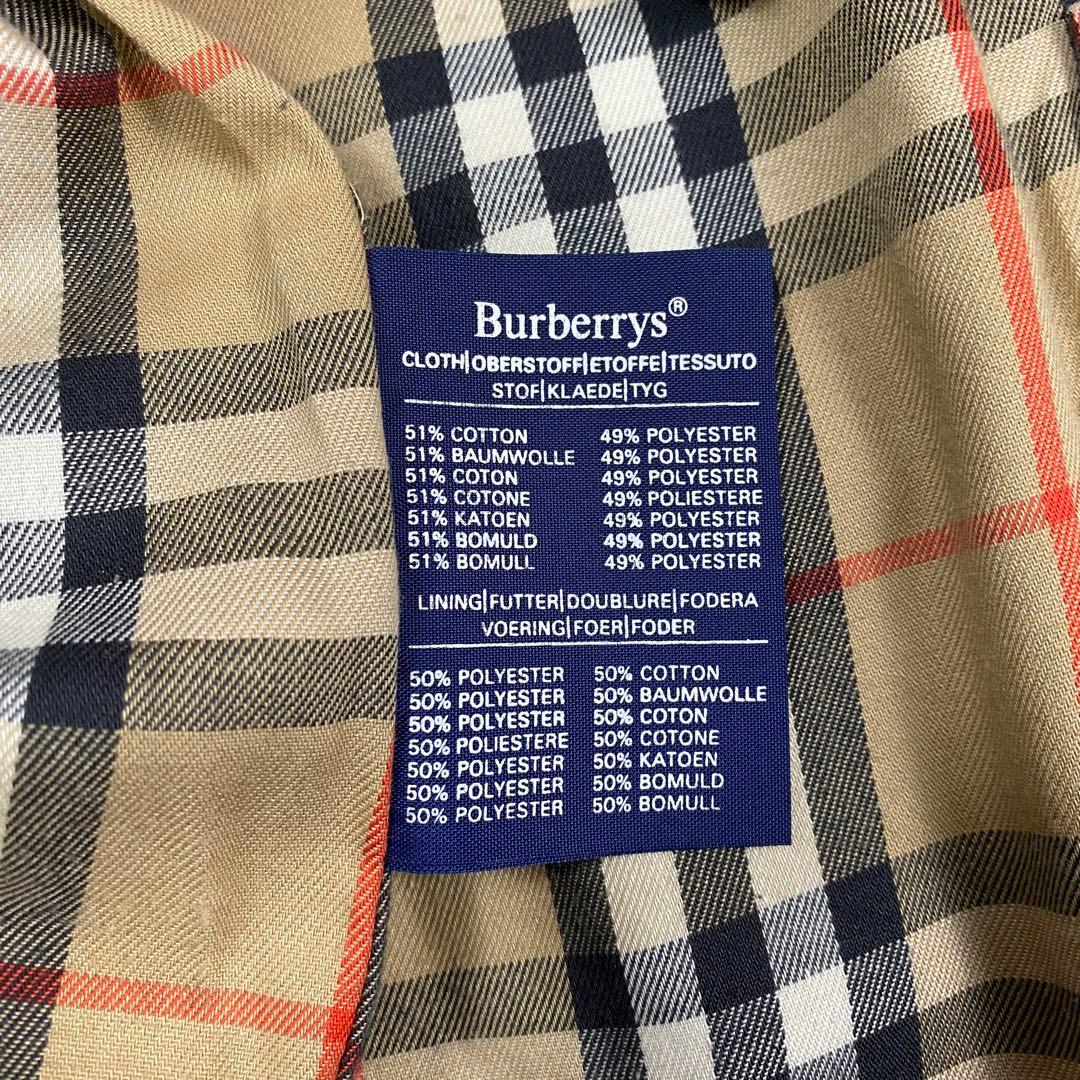 Burberrys®
CLOTH|OBERSTOFF|ETOFFE|TESSUTO
STOF|KLAEDE|TYG
51% COTTON 49% POLYESTER
51% BAUMWOLLE 49% POLYESTER
51% COTON 49% POLYESTER
51% COTONE 49% POLIESTERE
51% KATOEN 49% POLYESTER
51% BOMULD 49% POLYESTER
51% BOMULL 49% POLYESTER
LINING|FUTTER|DOUBLURE|FODERA
VOERING|FOER|FODER
50% POLYESTER 50% COTTON
50% POLYESTER 50% BAUMWOLLE
50% POLYESTER 50% COTON
50% POLIESTERE 50% COTONE
50% POLYESTER 50% KATOEN
50% POLYESTER 50% BOMULD
50% POLYESTER 50% BOMULL